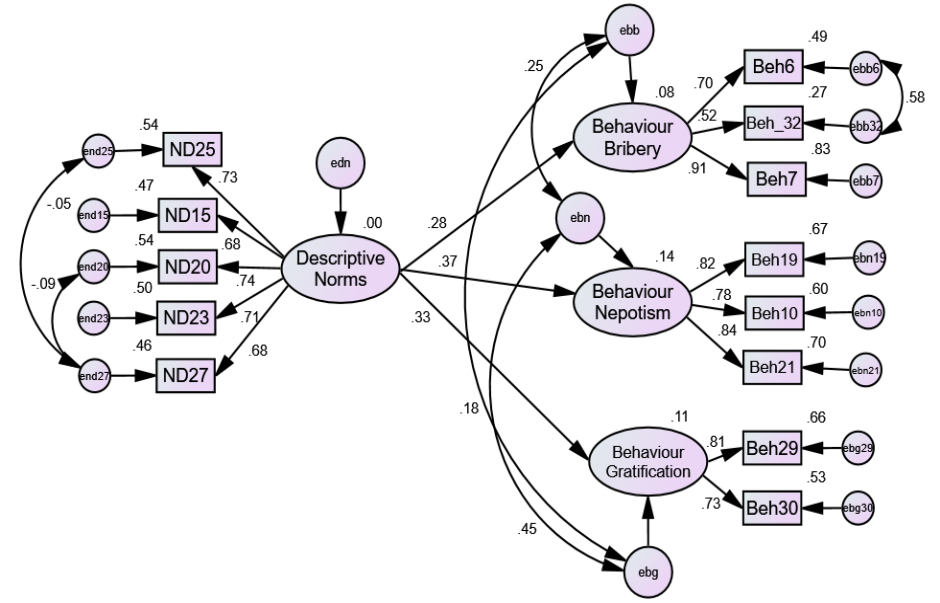 ebb
.25
.49
.70
Beh6
ebb6
.08
.27
.52
Behaviour
Bribery
Beh_32
ebb32
.58
.83
.91
Beh7
ebb7
.54
end25
ND25
edn
.73
-.05
.47
end15
ND15
.00
.28
ebn
.68
.54
end20
ND20
Descriptive
Norms
.37
.14
.67
.82
Beh19
ebn19
-.09
.74
.50
end23
ND23
.71
.33
Behaviour
Nepotism
.78
.60
Beh10
ebn10
.84
.70
Beh21
ebn21
.46
end27
ND27
.68
.18
.11
.66
.81
Behaviour
Gratification
Beh29
ebg29
.53
.73
Beh30
ebg30
.45
ebg